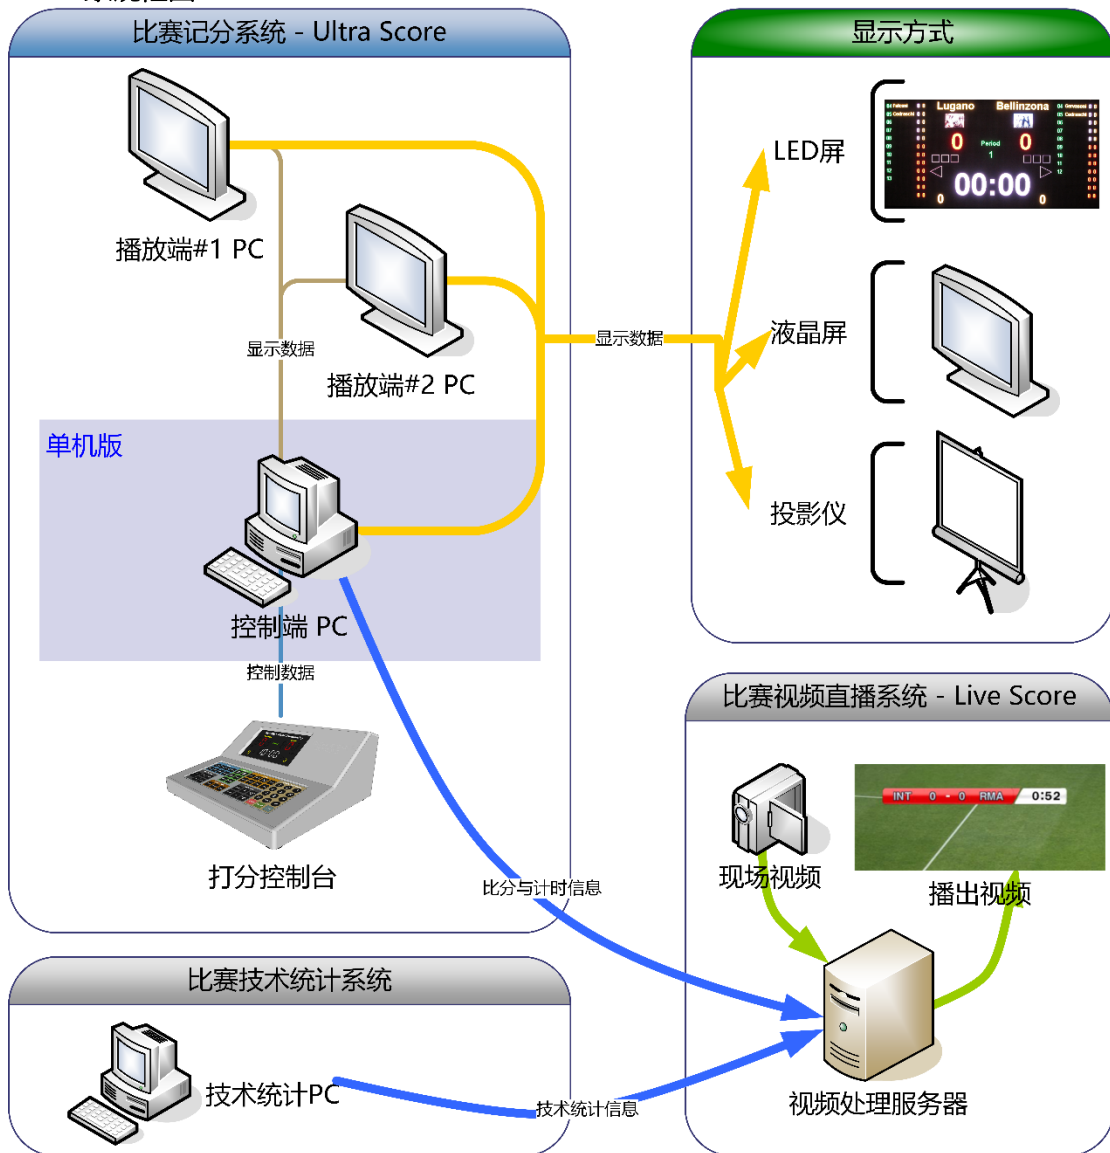 比赛记分系统 - Ultra Score
播放端#1 PC
播放端#2 PC
显示数据
单机版
控制端 PC
控制数据
打分控制台
显示数据
显示方式
LED屏
Lugano
Bellinzona
0
Period
1
0
00:00
0
0
液晶屏
投影仪
比赛视频直播系统 - Live Score
现场视频
INT 0 - 0 RMA 0:52
播出视频
视频处理服务器
比分与计时信息
比赛技术统计系统
技术统计PC
技术统计信息